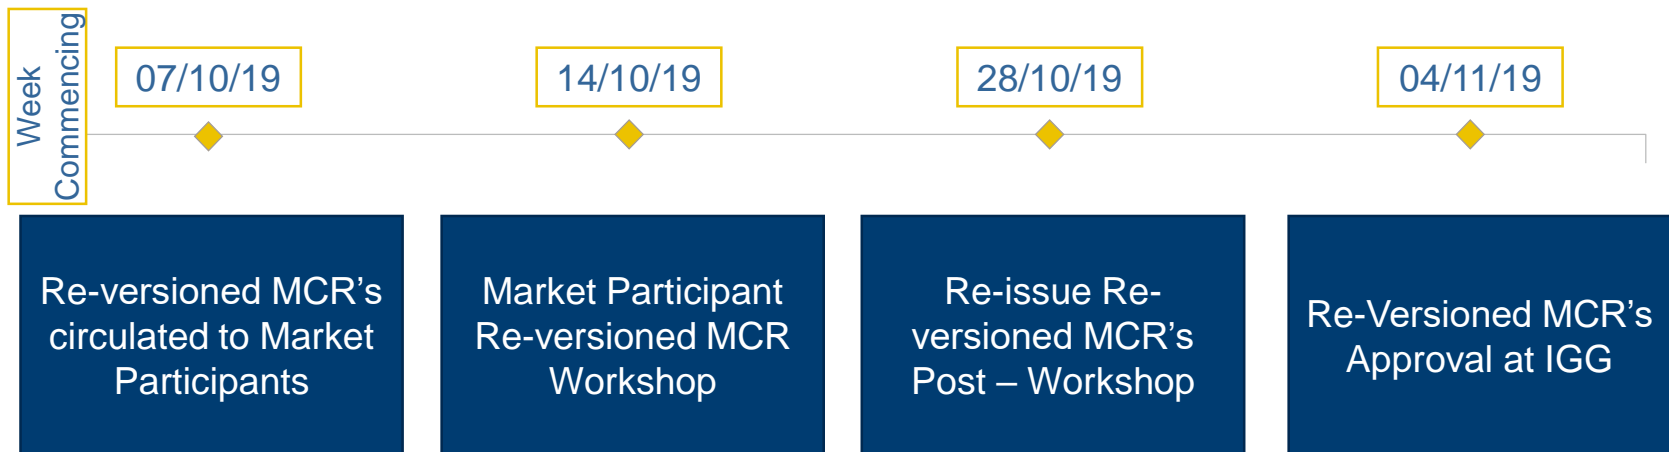 Week
Commencing
07/10/19
14/10/19
28/10/19
04/11/19
Re-versioned MCR’s
circulated to Market
Participants
Market Participant
Re-versioned MCR
Workshop
Re-issue Re-
versioned MCR’s
Post – Workshop
Re-Versioned MCR’s
Approval at IGG